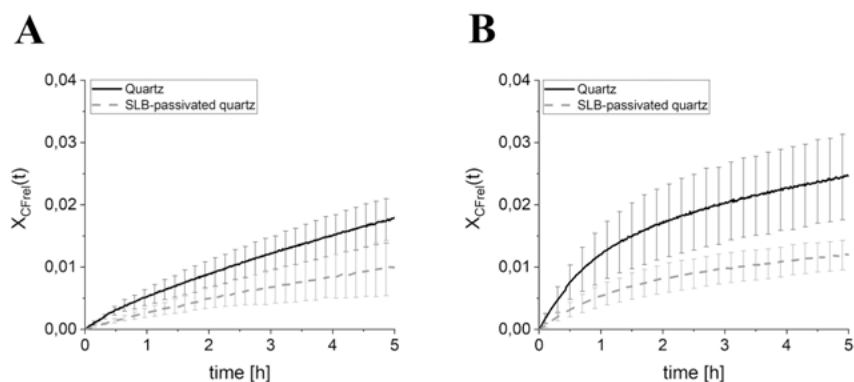 A
0,04
0,03
0,02
0,01
0,00
X_CFrel(t)
Quartz
SLB-passivated quartz
0 1 2 3 4 5
time [h]
B
0,04
0,03
0,02
0,01
0,00
X_CFrel(t)
Quartz
SLB-passivated quartz
0 1 2 3 4 5
time [h]